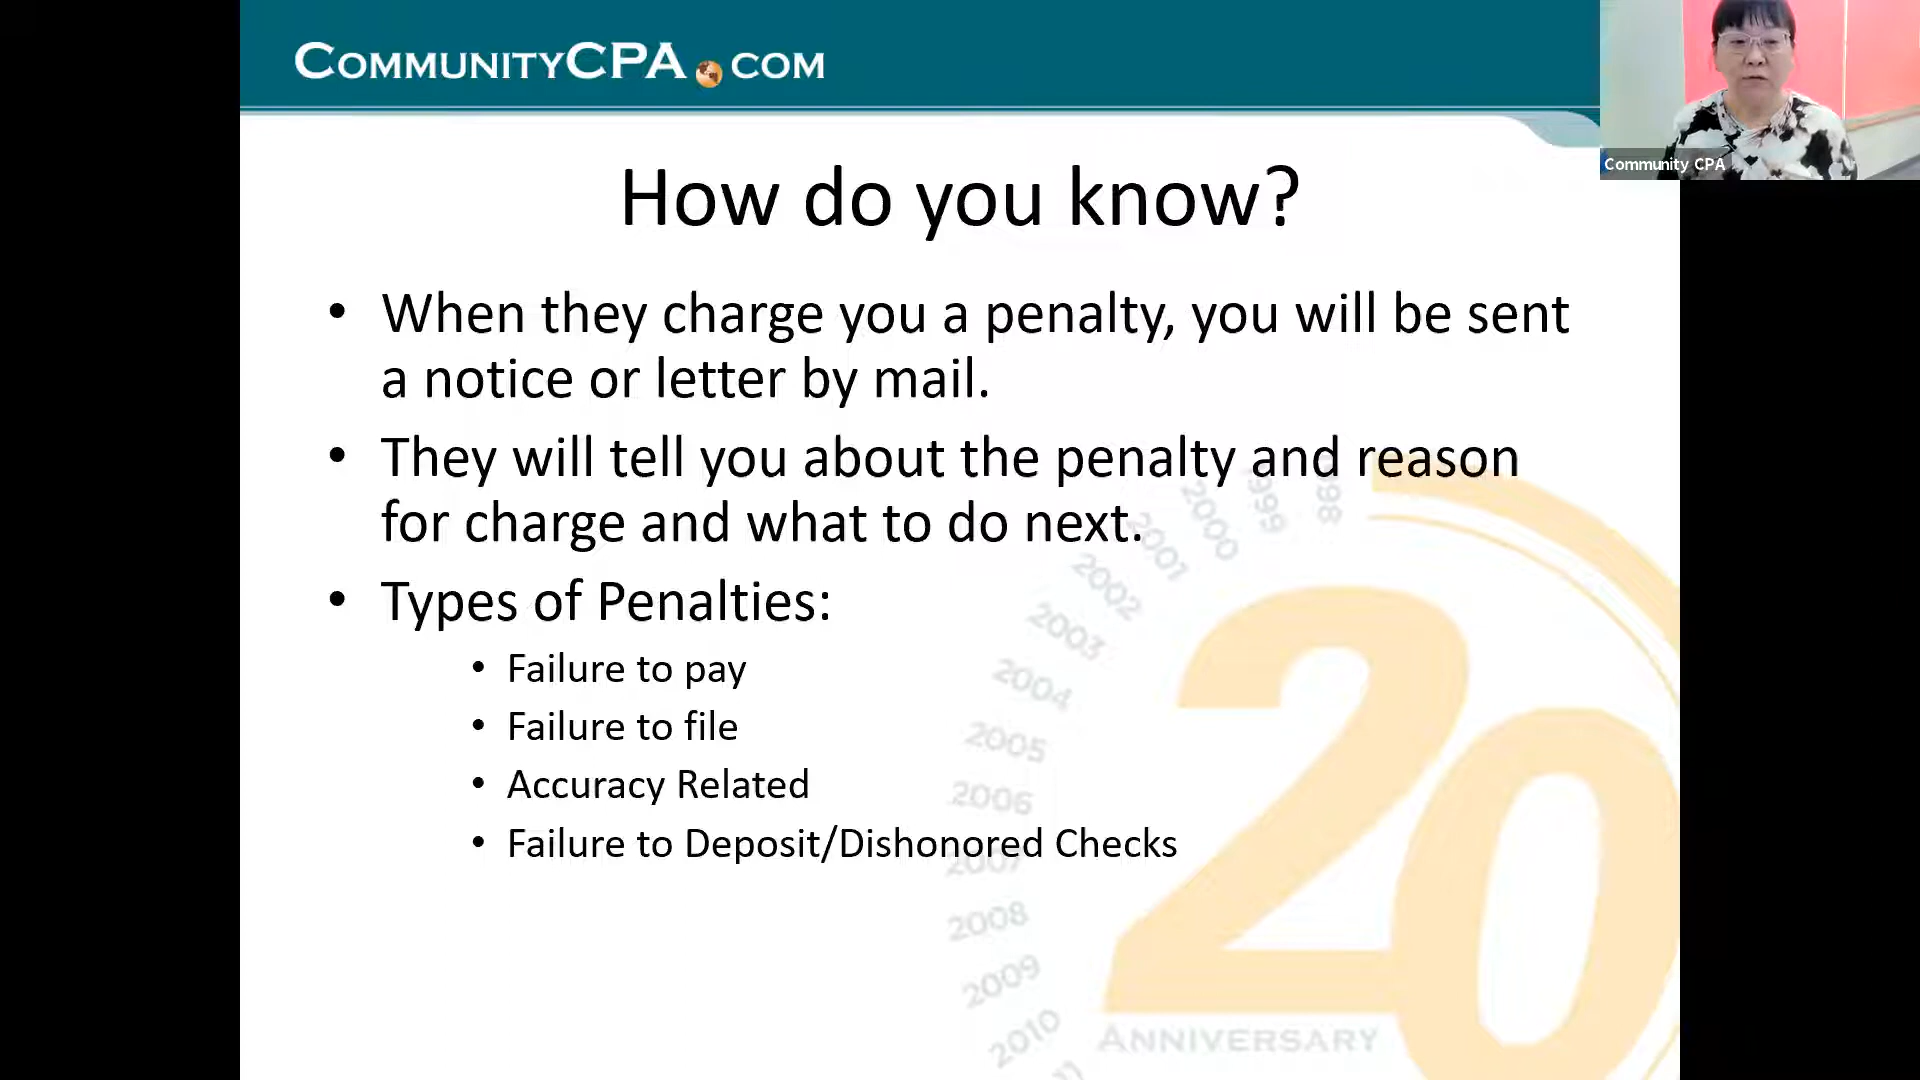 COMMUNITYCPA.COM
Community CPA
How do you know?
• When they charge you a penalty, you will be sent
a notice or letter by mail.
• They will tell you about the penalty and reason
for charge and what to do next.
• Types of Penalties:
• Failure to pay
• Failure to file
• Accuracy Related
• Failure to Deposit/Dishonored Checks
1999
2000
2001
2002
2003
2004
2005
2006
2007
2008
2009
2010
20
ANNIVERSARY